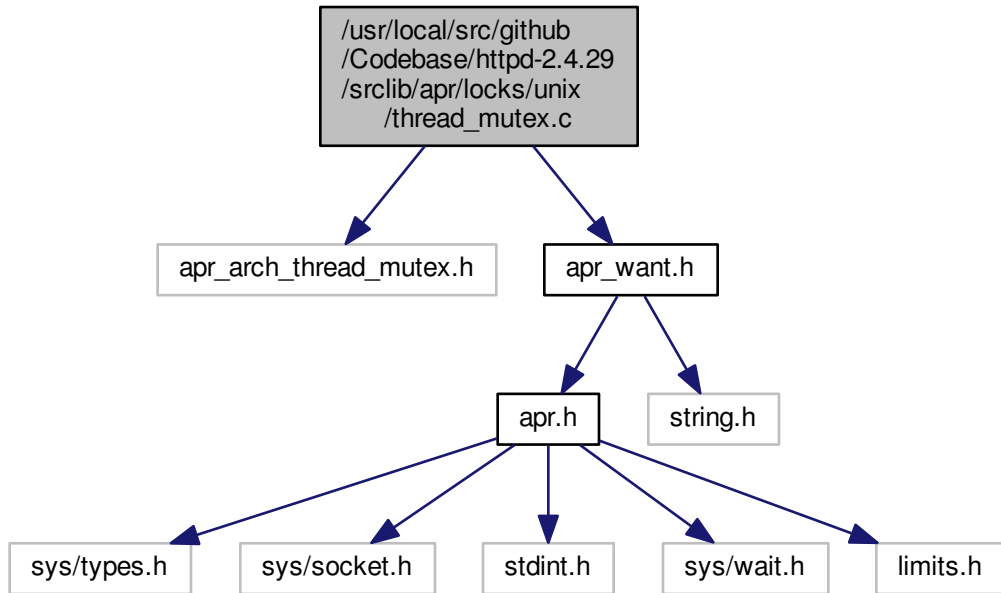 /usr/local/src/github
/Codebase/httpd-2.4.29
/srclib/apr/locks/unix
/thread_mutex.c
apr_arch_thread_mutex.h
apr_want.h
apr.h
string.h
sys/types.h
sys/socket.h
stdint.h
sys/wait.h
limits.h